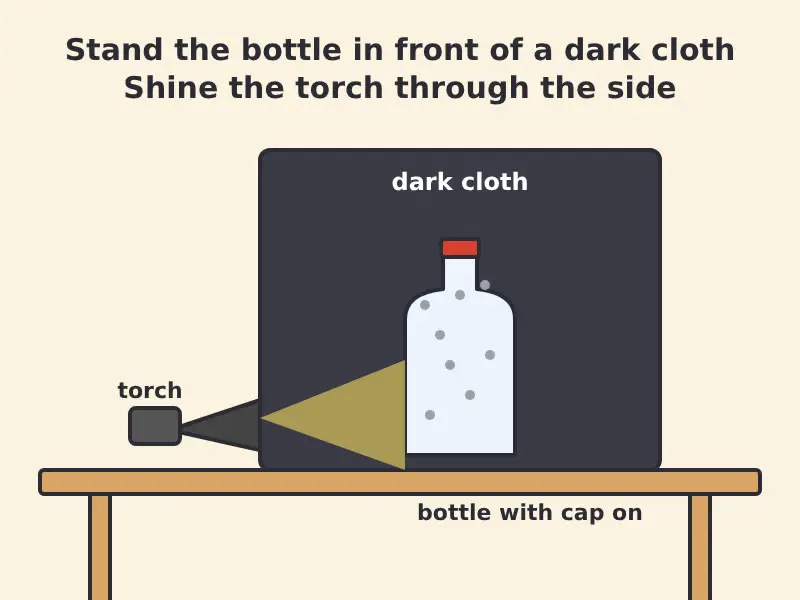 Stand the bottle in front of a dark cloth
Shine the torch through the side
dark cloth
torch
bottle with cap on